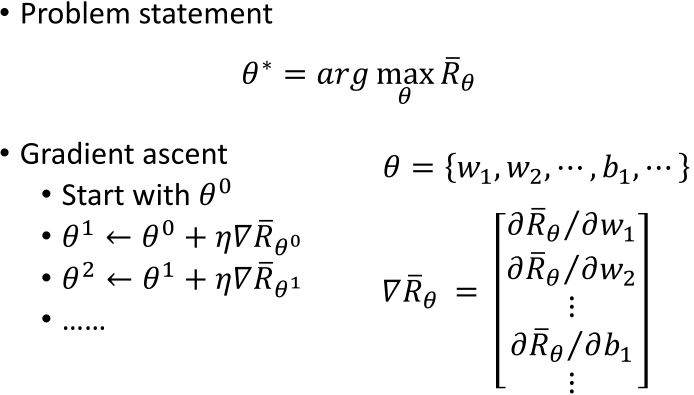 • Problem statement
θ* = arg max_θ R̄_θ
• Gradient ascent
• Start with θ⁰
• θ¹ ← θ⁰ + η∇R̄_θ⁰
• θ² ← θ¹ + η∇R̄_θ¹
• ......
θ = {w₁, w₂, ⋯, b₁, ⋯}
∇R̄_θ = [∂R̄_θ/∂w₁
∂R̄_θ/∂w₂
⋮
∂R̄_θ/∂b₁
⋮]